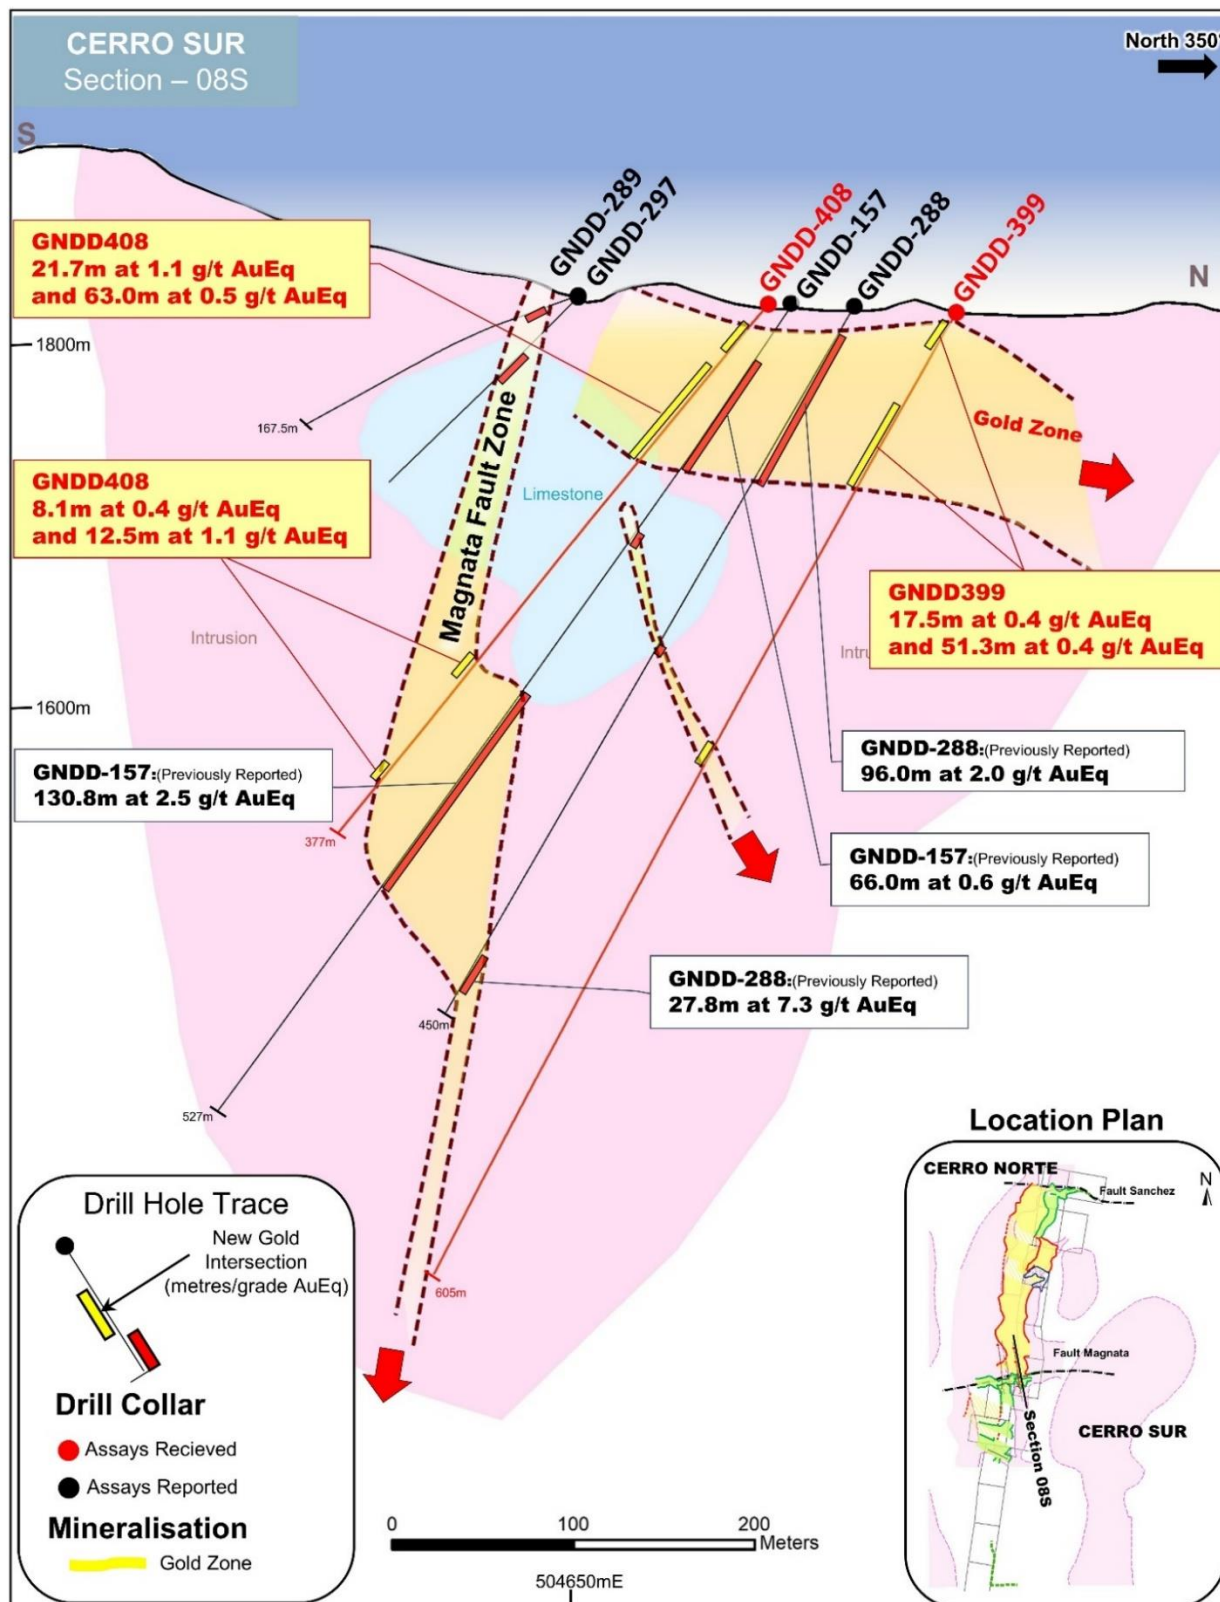 CERRO SUR
Section – 08S
North 350°
S
GNDD-289
GNDD-297
GNDD-408
GNDD-157
GNDD-288
GNDD-399
N
GNDD408
21.7m at 1.1 g/t AuEq
and 63.0m at 0.5 g/t AuEq
1800m
167.5m
Magnata Fault Zone
Gold Zone
Limestone
GNDD408
8.1m at 0.4 g/t AuEq
and 12.5m at 1.1 g/t AuEq
GNDD399
17.5m at 0.4 g/t AuEq
and 51.3m at 0.4 g/t AuEq
Intrusion
Intru
1600m
GNDD-157:(Previously Reported)
130.8m at 2.5 g/t AuEq
GNDD-288:(Previously Reported)
96.0m at 2.0 g/t AuEq
377m
GNDD-157:(Previously Reported)
66.0m at 0.6 g/t AuEq
GNDD-288:(Previously Reported)
27.8m at 7.3 g/t AuEq
450m
527m
605m
Location Plan
CERRO NORTE
N
Fault Sanchez
Fault Magnata
Section 08S
CERRO SUR
Drill Hole Trace
New Gold
Intersection
(metres/grade AuEq)
Drill Collar
Assays Recieved
Assays Reported
Mineralisation
Gold Zone
0 100 200
Meters
504650mE